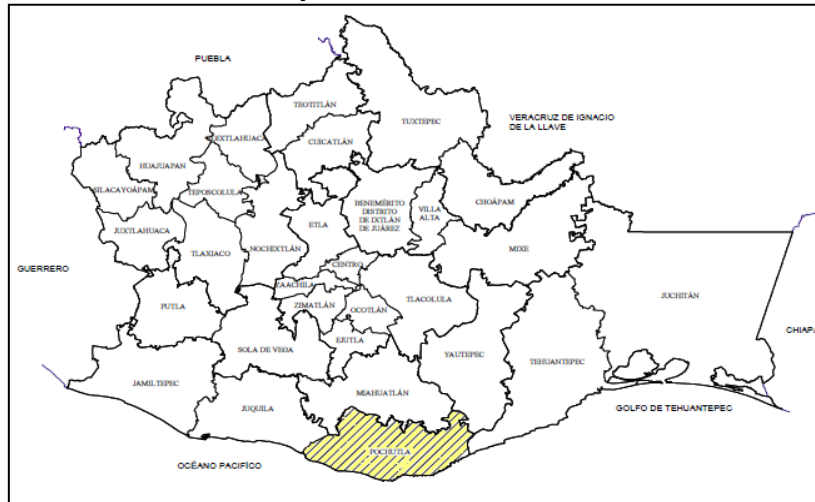 PUEBLA
TEOTITLÁN
TUXTEPEC
VERACRUZ DE IGNACIO
DE LA LLAVE
COIXTLAHUACA
CUICATLÁN
HUAJUAPAN
SILACAYOÁPAM
TEPOSCOLULA
BENEMÉRITO
DISTRITO
DE IXTLÁN
DE JUÁREZ
VILLA
ALTA
CHOÁPAM
JUXTLAHUACA
ETLA
TLAXIACO
NOCHIXTLÁN
MIXE
GUERRERO
CENTRO
ZAACHILA
JUCHITÁN
PUTLA
ZIMATLÁN
OCOTLÁN
TLACOLULA
CHIAPA
SOLA DE VEGA
EJUTLA
YAUTEPEC
TEHUANTEPEC
JAMILTEPEC
MIAHUATLÁN
JUQUILA
GOLFO DE TEHUANTEPEC
POCHUTLA
OCÉANO PACIFÍCO